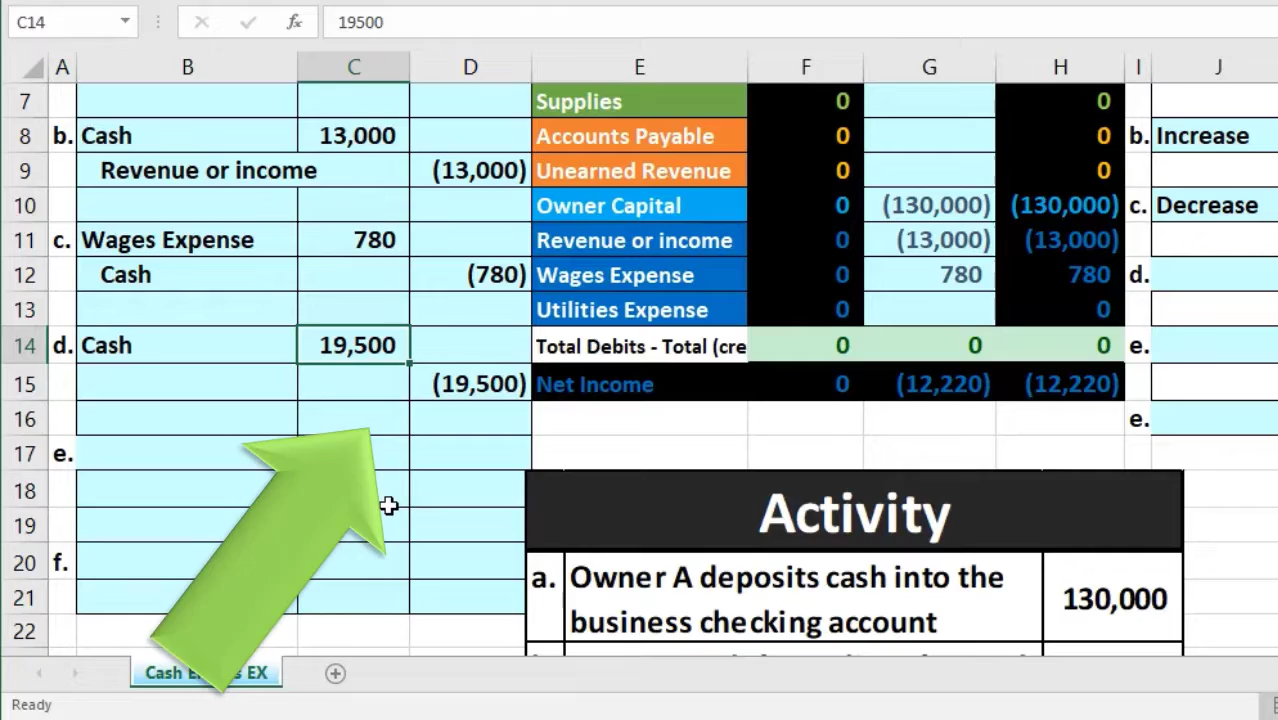 C14 fx 19500
A B C D E F G H I J
7 Supplies 0 0
8 b. Cash 13,000 Accounts Payable 0 0 b. Increase
9 Revenue or income (13,000) Unearned Revenue 0 0
10 Owner Capital 0 (130,000) (130,000) c. Decrease
11 c. Wages Expense 780 Revenue or income 0 (13,000) (13,000)
12 Cash (780) Wages Expense 0 780 780 d.
13 Utilities Expense 0 0
14 d. Cash 19,500 Total Debits - Total (cre 0 0 0 e.
15 (19,500) Net Income 0 (12,220) (12,220)
16 e.
17 e.
18
19
20 f.
21
22
Activity
a. Owner A deposits cash into the
business checking account 130,000
Cash EX
Ready